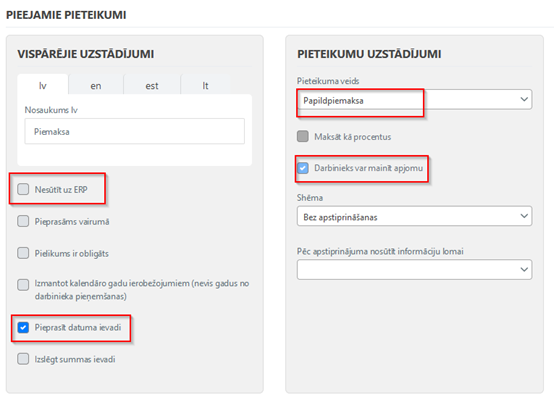 PIEEJAMIE PIETEIKUMI
VISPĀRĒJIE UZSTĀDĪJUMI
lv en est lt
Nosaukums lv
Piemaksa
Nesūtīt uz ERP
Pieprasāms vairumā
Pielikums ir obligāts
Izmantot kalendāro gadu ierobežojumiem (nevis gadus no
darbinieka pieņemšanas)
Pieprasīt datuma ievadi
Izslēgt summas ievadi
PIETEIKUMU UZSTĀDĪJUMI
Pieteikuma veids
Papildpiemaksa
Maksāt kā procentus
Darbinieks var mainīt apjomu
Shēma
Bez apstiprināšanas
Pēc apstiprinājuma nosūtīt informāciju lomai